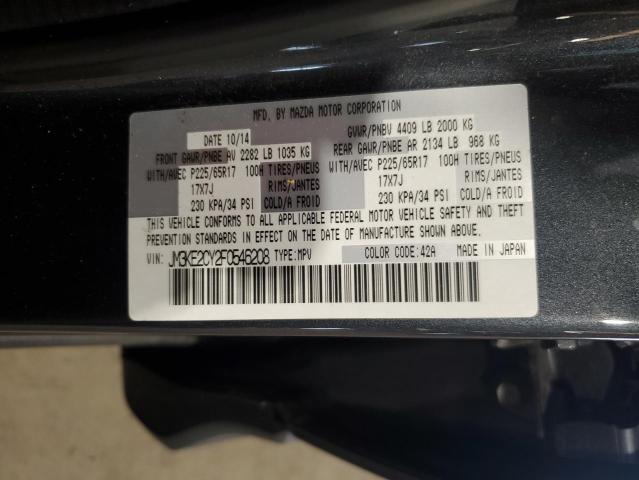 MFD. BY MAZDA MOTOR CORPORATION
DATE 10/14 GVWR/PNBV 4409 LB 2000 KG
FRONT GAWR/PNBE AV 2282 LB 1035 KG REAR GAWR/PNBE AR 2134 LB 968 KG
WITH/AVEC P225/65R17 100H TIRES/PNEUS WITH/AVEC P225/65R17 100H TIRES/PNEUS
17X7J RIMS/JANTES 17X7J RIMS/JANTES
230 KPA/34 PSI COLD/A FROID 230 KPA/34 PSI COLD/A FROID
THIS VEHICLE CONFORMS TO ALL APPLICABLE FEDERAL MOTOR VEHICLE SAFETY AND THEFT
PREVENTION STANDARDS IN EFFECT ON THE DATE OF MANUFACTURE SHOWN ABOVE.
VIN: JM3KE2CY2F0546208 TYPE:MPV COLOR CODE:42A MADE IN JAPAN